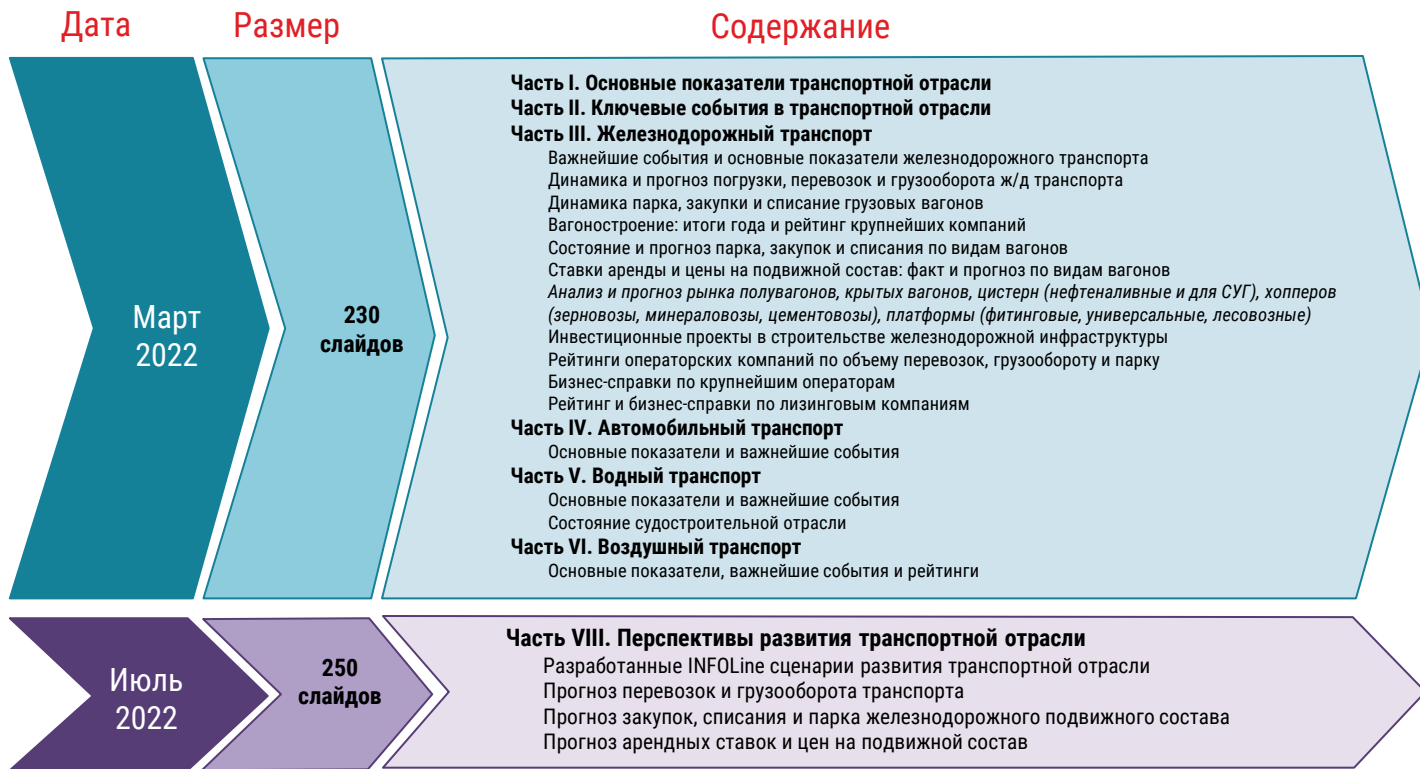 Дата
Размер
Содержание
Март
2022
230
слайдов
Часть I. Основные показатели транспортной отрасли
Часть II. Ключевые события в транспортной отрасли
Часть III. Железнодорожный транспорт
Важнейшие события и основные показатели железнодорожного транспорта
Динамика и прогноз погрузки, перевозок и грузооборота ж/д транспорта
Динамика парка, закупки и списание грузовых вагонов
Вагоностроение: итоги года и рейтинг крупнейших компаний
Состояние и прогноз парка, закупок и списания по видам вагонов
Ставки аренды и цены на подвижной состав: факт и прогноз по видам вагонов
Анализ и прогноз рынка полувагонов, крытых вагонов, цистерн (нефтеналивные и для СУГ), хопперов
(зерновозы, минераловозы, цементовозы), платформы (фитинговые, универсальные, лесовозные)
Инвестиционные проекты в строительстве железнодорожной инфраструктуры
Рейтинги операторских компаний по объему перевозок, грузообороту и парку
Бизнес-справки по крупнейшим операторам
Рейтинг и бизнес-справки по лизинговым компаниям
Часть IV. Автомобильный транспорт
Основные показатели и важнейшие события
Часть V. Водный транспорт
Основные показатели и важнейшие события
Состояние судостроительной отрасли
Часть VI. Воздушный транспорт
Основные показатели, важнейшие события и рейтинги
Июль
2022
250
слайдов
Часть VIII. Перспективы развития транспортной отрасли
Разработанные INFOLine сценарии развития транспортной отрасли
Прогноз перевозок и грузооборота транспорта
Прогноз закупок, списания и парка железнодорожного подвижного состава
Прогноз арендных ставок и цен на подвижной состав